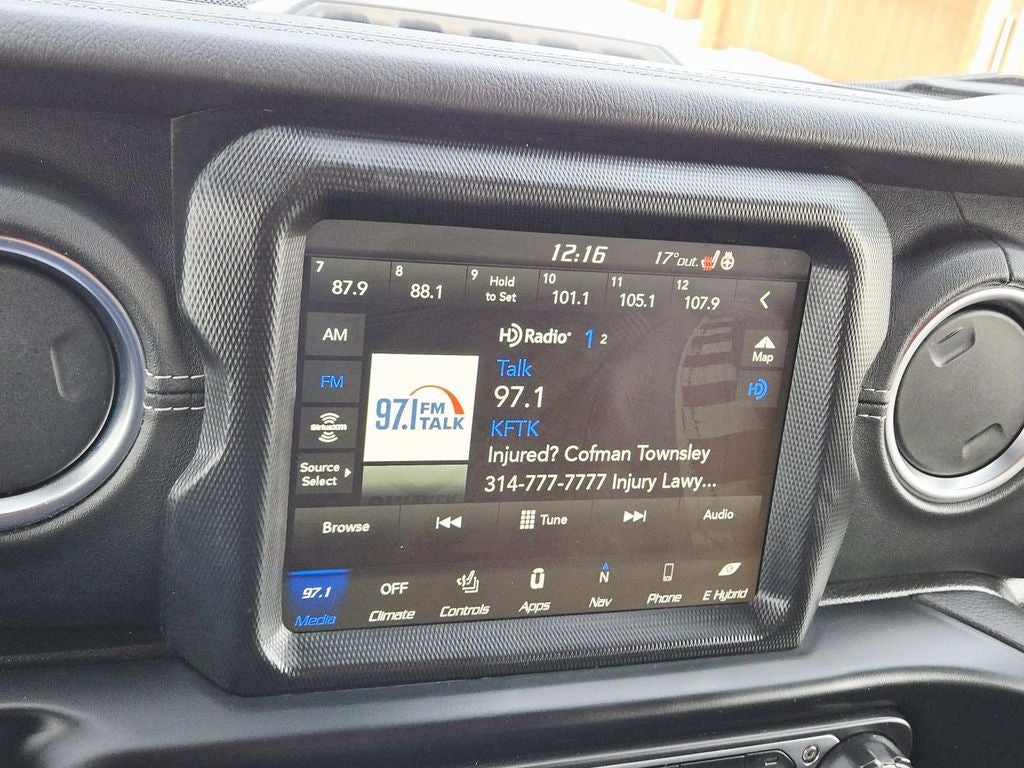 12:16
17°out.
7
87.9
8
88.1
9
Hold
to Set
10
101.1
11
105.1
12
107.9
AM
FM
SiriusXM
Source
Select
97.1 FM
TALK
HD Radio 1 2
Talk
97.1
KFTK
Injured? Cofman Townsley
314-777-7777 Injury Lawy...
Map
HD
Browse
Tune
Audio
97.1
Media
OFF
Climate
Controls
Apps
N
Nav
Phone
E Hybrid